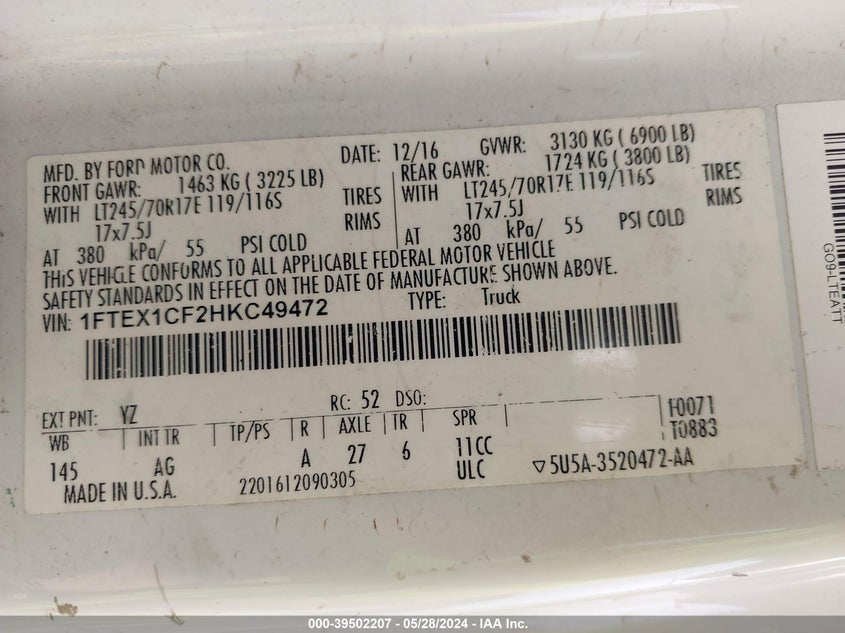 MFD. BY FORD MOTOR CO.
DATE: 12/16
GVWR: 3130 KG ( 6900 LB)
FRONT GAWR: 1463 KG ( 3225 LB)
REAR GAWR: 1724 KG ( 3800 LB)
WITH LT245/70R17E 119/116S TIRES
WITH LT245/70R17E 119/116S TIRES
17x7.5J RIMS
17x7.5J RIMS
AT 380 kPa/ 55 PSI COLD
AT 380 kPa/ 55 PSI COLD
THIS VEHICLE CONFORMS TO ALL APPLICABLE FEDERAL MOTOR VEHICLE
SAFETY STANDARDS IN EFFECT ON THE DATE OF MANUFACTURE SHOWN ABOVE.
VIN: 1FTEX1CF2HKC49472
TYPE: Truck
EXT PNT: YZ
RC: 52 DSO:
WB INT TR TP/PS R AXLE TR SPR
145 AG A 27 6 11CC
ULC
10071
T0883
MADE IN U.S.A.
2201612090305
▽5U5A-3520472-AA
GO9-LTEATT
000-39502207 - 05/28/2024 - IAA Inc.